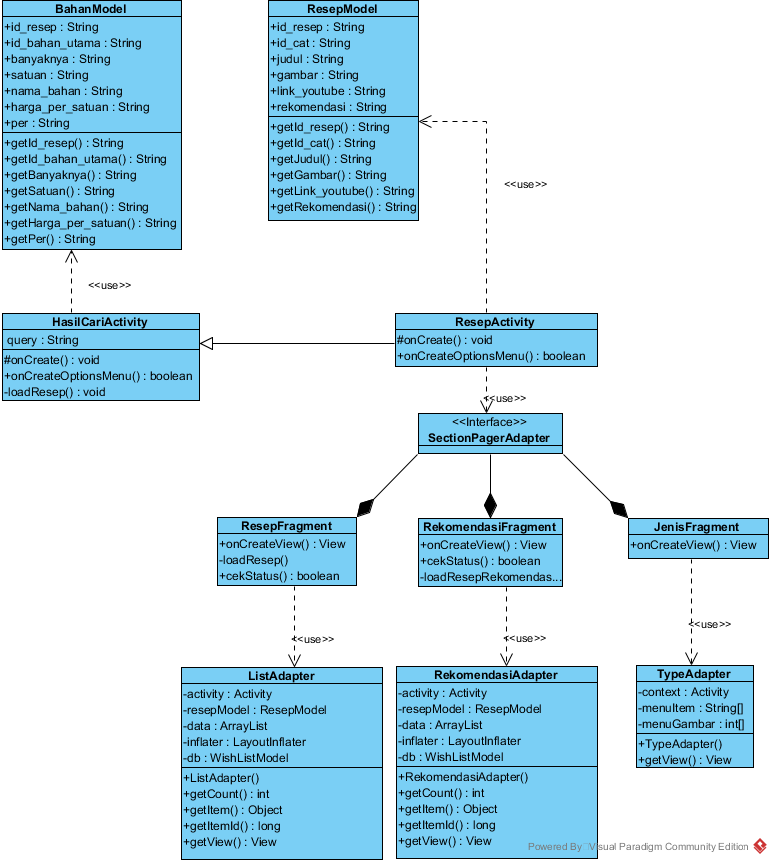 BahanModel
+id_resep : String
+id_bahan_utama : String
+banyaknya : String
+satuan : String
+nama_bahan : String
+harga_per_satuan : String
+per : String
+getId_resep() : String
+getId_bahan_utama() : String
+getBanyaknya() : String
+getSatuan() : String
+getNama_bahan() : String
+getHarga_per_satuan() : String
+getPer() : String
ResepModel
+id_resep : String
+id_cat : String
+judul : String
+gambar : String
+link_youtube : String
+rekomendasi : String
+getId_resep() : String
+getId_cat() : String
+getJudul() : String
+getGambar() : String
+getLink_youtube() : String
+getRekomendasi() : String
<<use>>
<<use>>
HasilCariActivity
query : String
#onCreate() : void
+onCreateOptionsMenu() : boolean
-loadResep() : void
ResepActivity
#onCreate() : void
+onCreateOptionsMenu() : boolean
<<use>>
<<Interface>>
SectionPagerAdapter
ResepFragment
+onCreateView() : View
-loadResep()
+cekStatus() : boolean
RekomendasiFragment
+onCreateView() : View
+cekStatus() : boolean
-loadResepRekomendas...
JenisFragment
+onCreateView() : View
<<use>>
<<use>>
<<use>>
ListAdapter
-activity : Activity
-resepModel : ResepModel
-data : ArrayList
-inflater : LayoutInflater
-db : WishListModel
+ListAdapter()
+getCount() : int
+getItem() : Object
+getItemId() : long
+getView() : View
RekomendasiAdapter
-activity : Activity
-resepModel : ResepModel
-data : ArrayList
-inflater : LayoutInflater
-db : WishListModel
+RekomendasiAdapter()
+getCount() : int
+getItem() : Object
+getItemId() : long
+getView() : View
TypeAdapter
-context : Activity
-menuItem : String[]
-menuGambar : int[]
+TypeAdapter()
+getView() : View
Powered By Visual Paradigm Community Edition